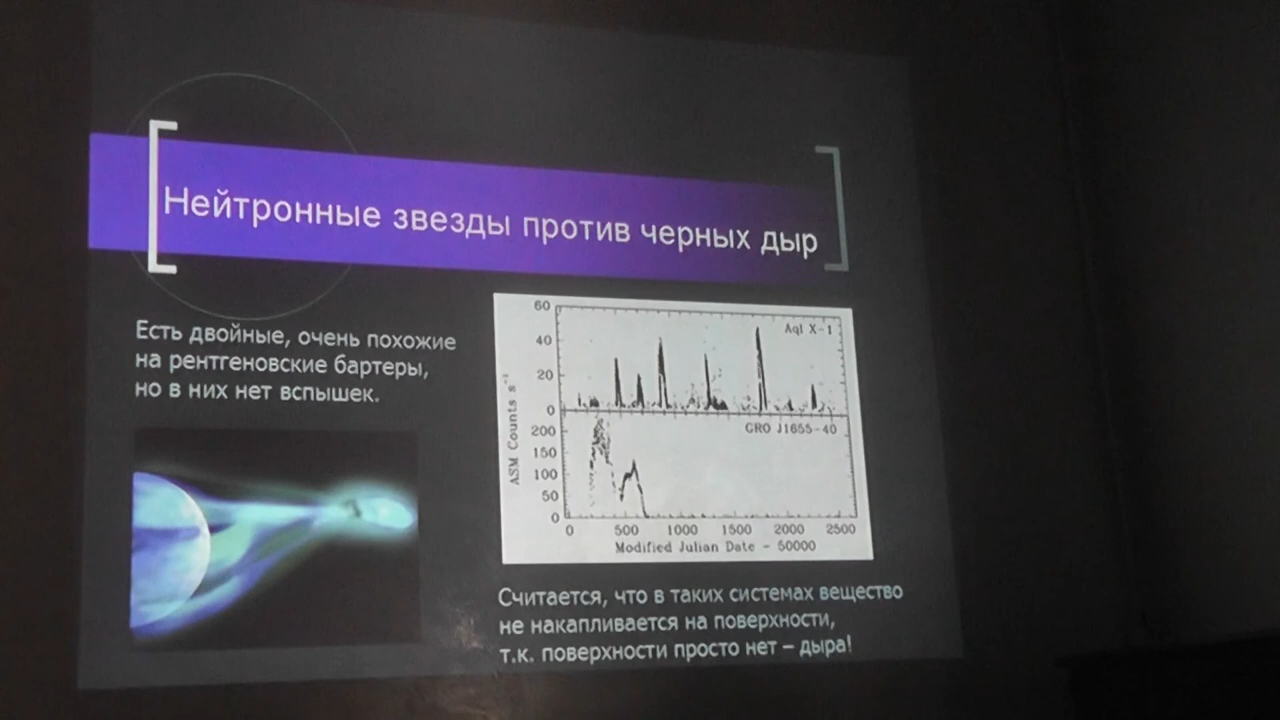 Нейтронные звезды против черных дыр
Есть двойные, очень похожие
на рентгеновские бартеры,
но в них нет вспышек.
60
40
20
0
Aql X-1
200
150
100
50
0
GRO J1655-40
ASM Counts s⁻¹
0 500 1000 1500 2000 2500
Modified Julian Date - 50000
Считается, что в таких системах вещество
не накапливается на поверхности,
т.к. поверхности просто нет – дыра!